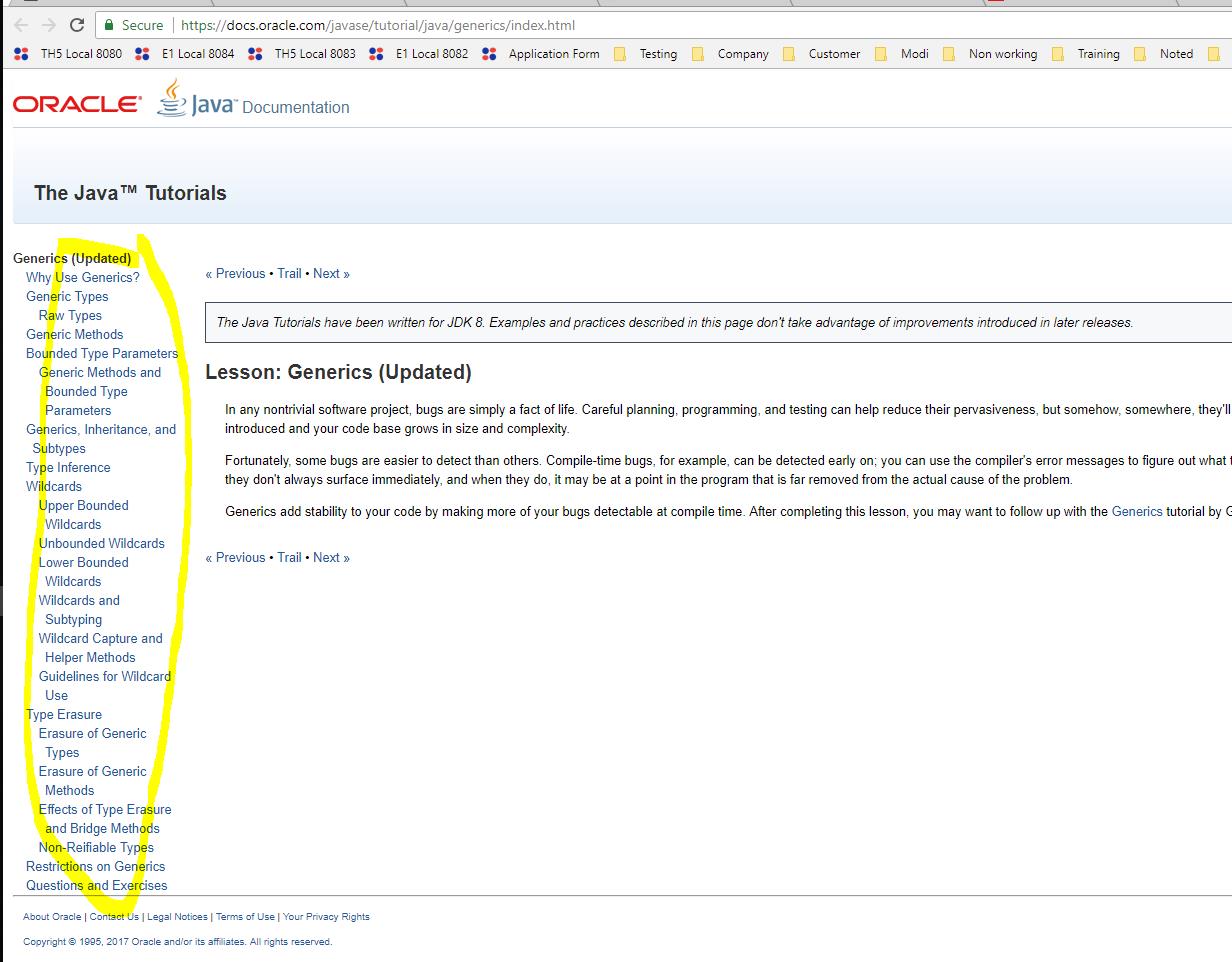 Secure | https://docs.oracle.com/javase/tutorial/java/generics/index.html
TH5 Local 8080 E1 Local 8084 TH5 Local 8083 E1 Local 8082 Application Form Testing Company Customer Modi Non working Training Noted
ORACLE Java™ Documentation
The Java™ Tutorials
Generics (Updated)
Why Use Generics?
Generic Types
Raw Types
Generic Methods
Bounded Type Parameters
Generic Methods and
Bounded Type
Parameters
Generics, Inheritance, and
Subtypes
Type Inference
Wildcards
Upper Bounded
Wildcards
Unbounded Wildcards
Lower Bounded
Wildcards
Wildcards and
Subtyping
Wildcard Capture and
Helper Methods
Guidelines for Wildcard
Use
Type Erasure
Erasure of Generic
Types
Erasure of Generic
Methods
Effects of Type Erasure
and Bridge Methods
Non-Reifiable Types
Restrictions on Generics
Questions and Exercises
« Previous • Trail • Next »
The Java Tutorials have been written for JDK 8. Examples and practices described in this page don't take advantage of improvements introduced in later releases.
Lesson: Generics (Updated)
In any nontrivial software project, bugs are simply a fact of life. Careful planning, programming, and testing can help reduce their pervasiveness, but somehow, somewhere, they'll
introduced and your code base grows in size and complexity.
Fortunately, some bugs are easier to detect than others. Compile-time bugs, for example, can be detected early on; you can use the compiler's error messages to figure out what
they don't always surface immediately, and when they do, it may be at a point in the program that is far removed from the actual cause of the problem.
Generics add stability to your code by making more of your bugs detectable at compile time. After completing this lesson, you may want to follow up with the Generics tutorial by
« Previous • Trail • Next »
About Oracle | Contact Us | Legal Notices | Terms of Use | Your Privacy Rights
Copyright © 1995, 2017 Oracle and/or its affiliates. All rights reserved.